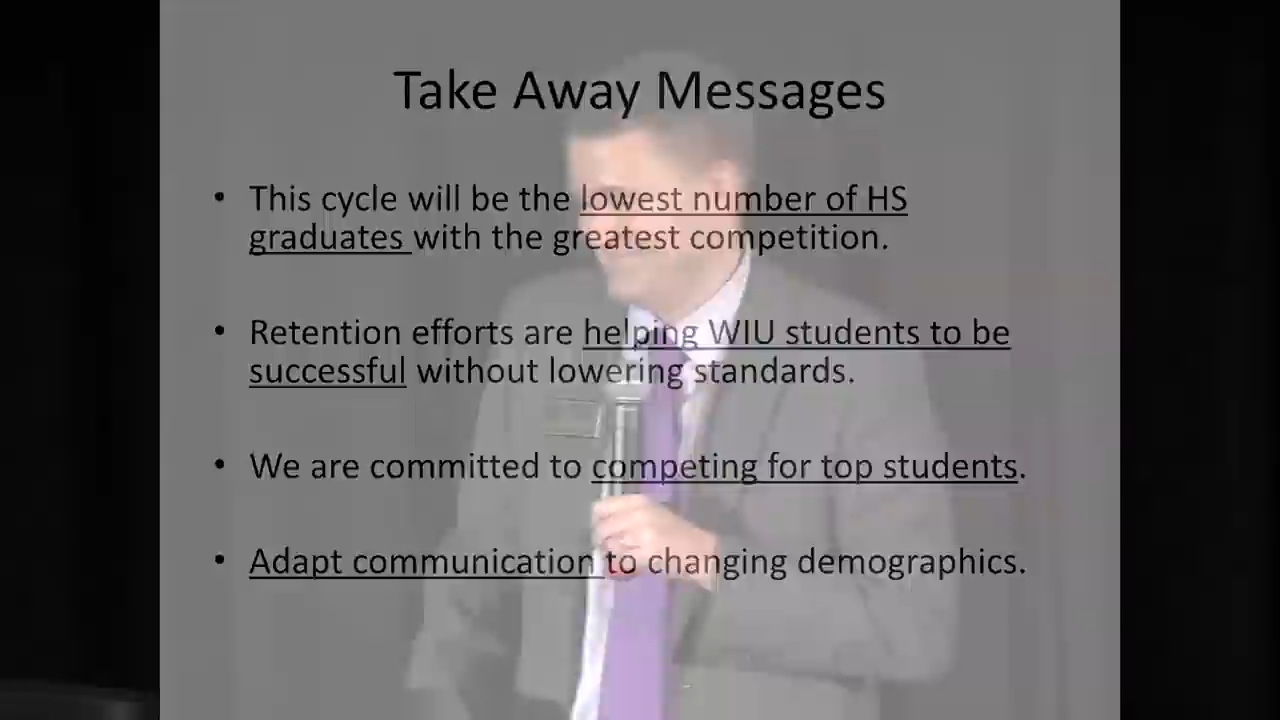 Take Away Messages
• This cycle will be the lowest number of HS
graduates with the greatest competition.
• Retention efforts are helping WIU students to be
successful without lowering standards.
• We are committed to competing for top students.
• Adapt communication to changing demographics.